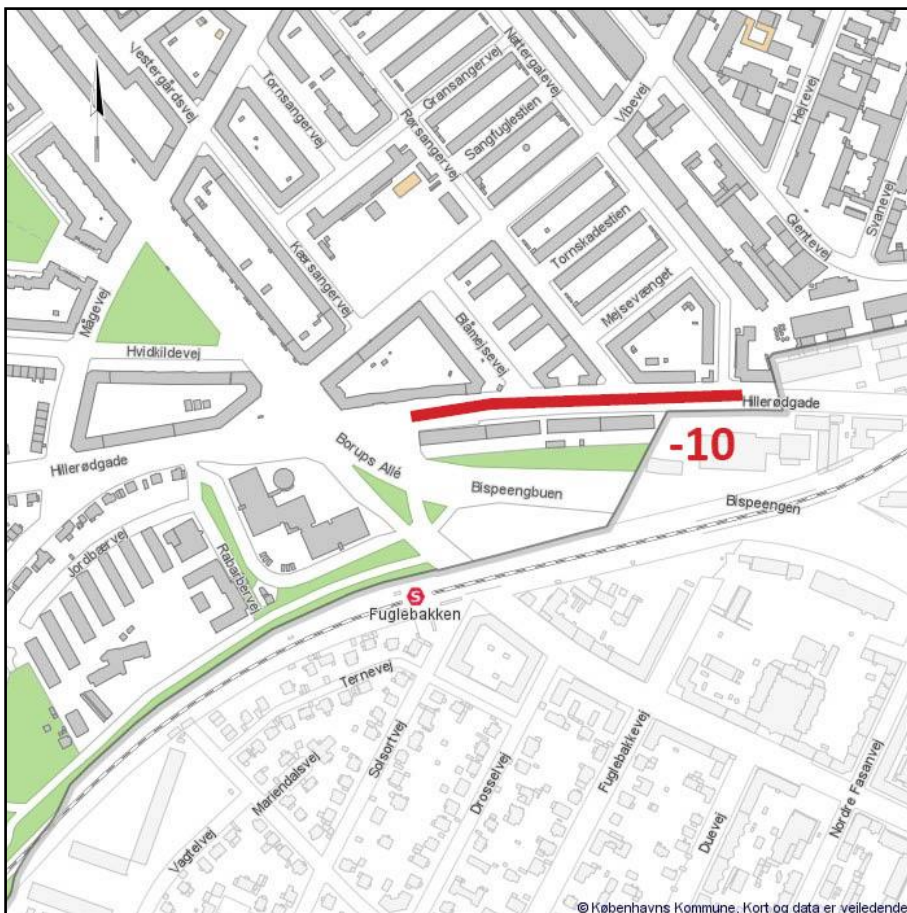 Vestergårdsvej
Tornsangervej
Gransangervej
Nattergalevej
Rørsangervej
Sangfuglestien
Vibevej
Hejrevej
Svanevej
Glentevej
Tornskadestien
Mejsevænget
Kærsangervej
Blåmejsevej
Mågevej
Hvidkildevej
Hillerødgade
Hillerødgade
-10
Borups Allé
Bispeengbuen
Bispeengen
Jordbærvej
Rabarbervej
S
Fuglebakken
Ternevej
Solsortvej
Mariendalsvej
Drosselvej
Fuglebakkevej
Vagtelvej
Duevej
Nordre Fasanvej
© Københavns Kommune. Kort og data er vejledende